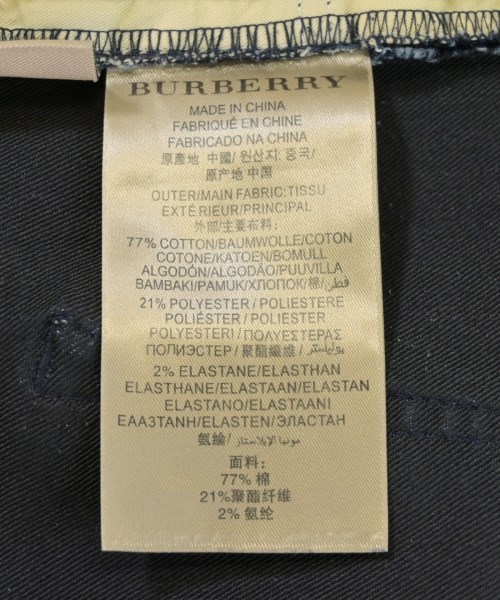 BURBERRY
MADE IN CHINA
FABRIQUÉ EN CHINE
FABRICADO NA CHINA
原產地 中國/ 원산지: 중국/
原产地 中国
OUTER/MAIN FABRIC:TISSU
EXTÉRIEUR/PRINCIPAL
外部/主要布料:
77% COTTON/BAUMWOLLE/COTON
COTONE/KATOEN/BOMULL
ALGODÓN/ALGODÃO/PUUVILLA
BAMBAKI/PAMUK/ХЛОПОК/棉/قطن/
21% POLYESTER/POLIESTERE
POLIÉSTER/POLIESTER
POLYESTERI/ΠΟΛΥΕΣΤΕΡΑΣ
ПОЛИЭСТЕР/聚酯纖維/بوليستر
2% ELASTANE/ELASTHAN
ELASTHANE/ELASTAAN/ELASTAN
ELASTANO/ELASTAANI
ΕΛΑΣΤΑΝΗ/ELASTEN/ЭЛАСТАН
氨綸/
面料:
77% 棉
21%聚酯纤维
2% 氨纶